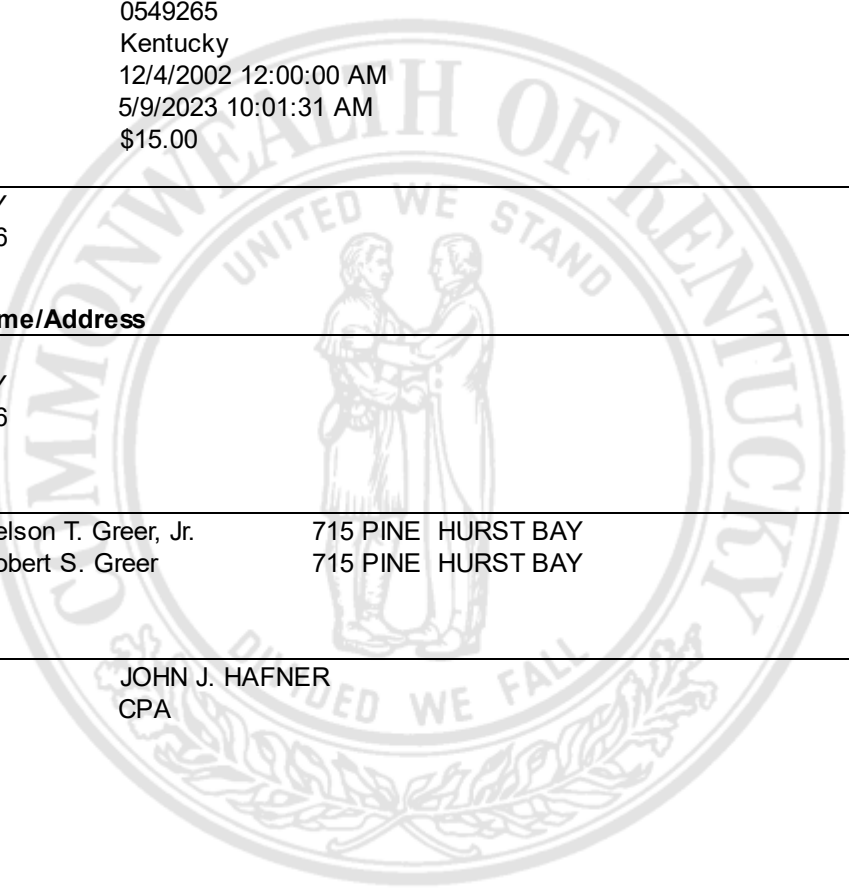 0549265
Kentucky
12/4/2002 12:00:00 AM
5/9/2023 10:01:31 AM
$15.00
Y
6
me/Address
Y
6
elson T. Greer, Jr. 715 PINE HURST BAY
obert S. Greer 715 PINE HURST BAY
JOHN J. HAFNER
CPA
COMMONWEALTH OF KENTUCKY
UNITED WE STAND
DIVIDED WE FALL